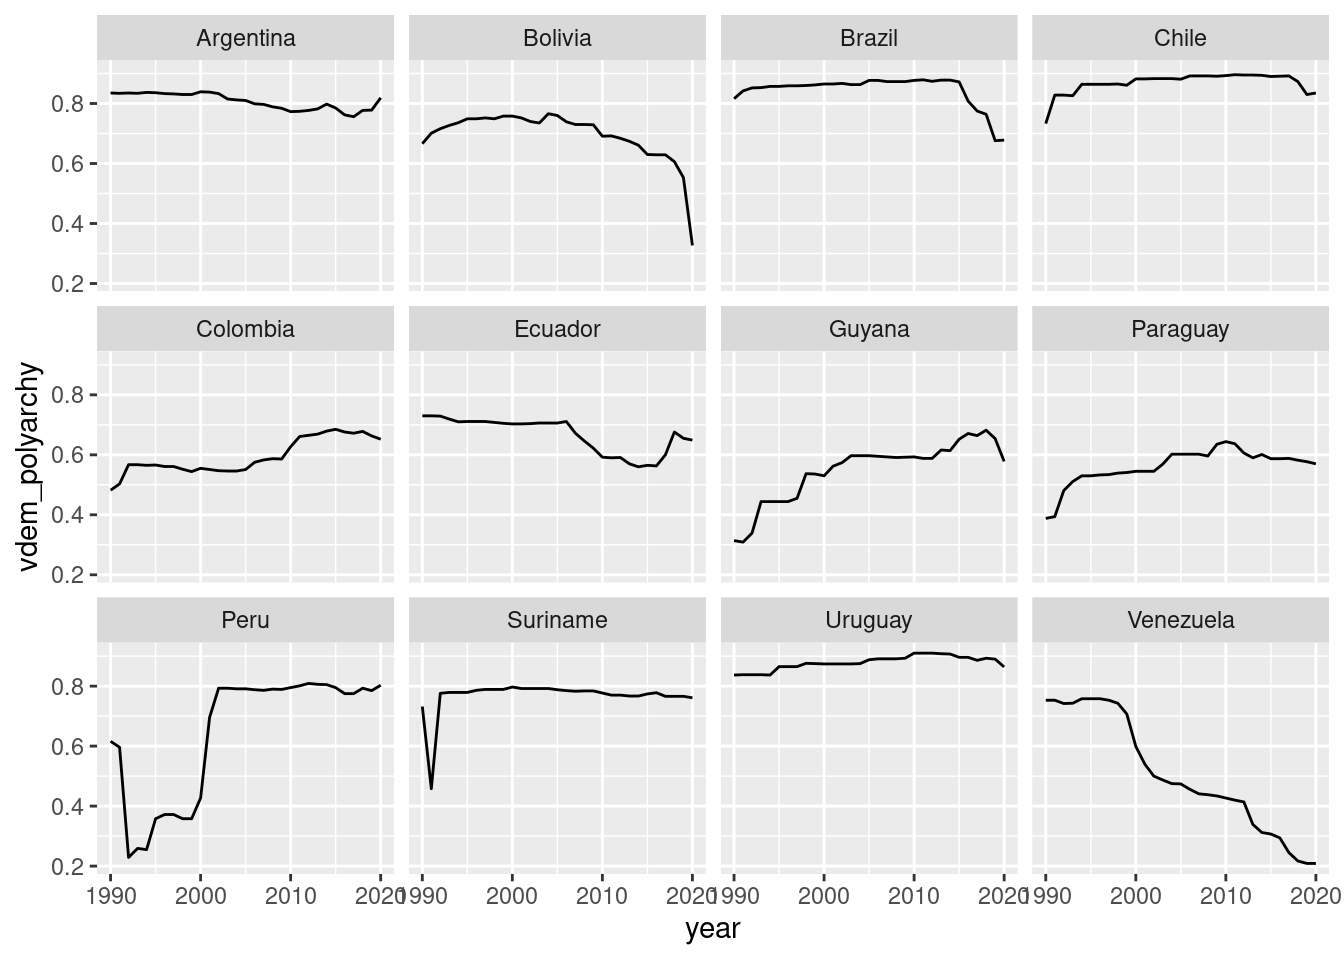 Argentina Bolivia Brazil Chile
0.8
0.6
0.4
0.2
Colombia Ecuador Guyana Paraguay
0.8
0.6
0.4
0.2
vdem_polyarchy
Peru Suriname Uruguay Venezuela
0.8
0.6
0.4
0.2
1990 2000 2010 2020 1990 2000 2010 2020 1990 2000 2010 2020 1990 2000 2010 2020
year